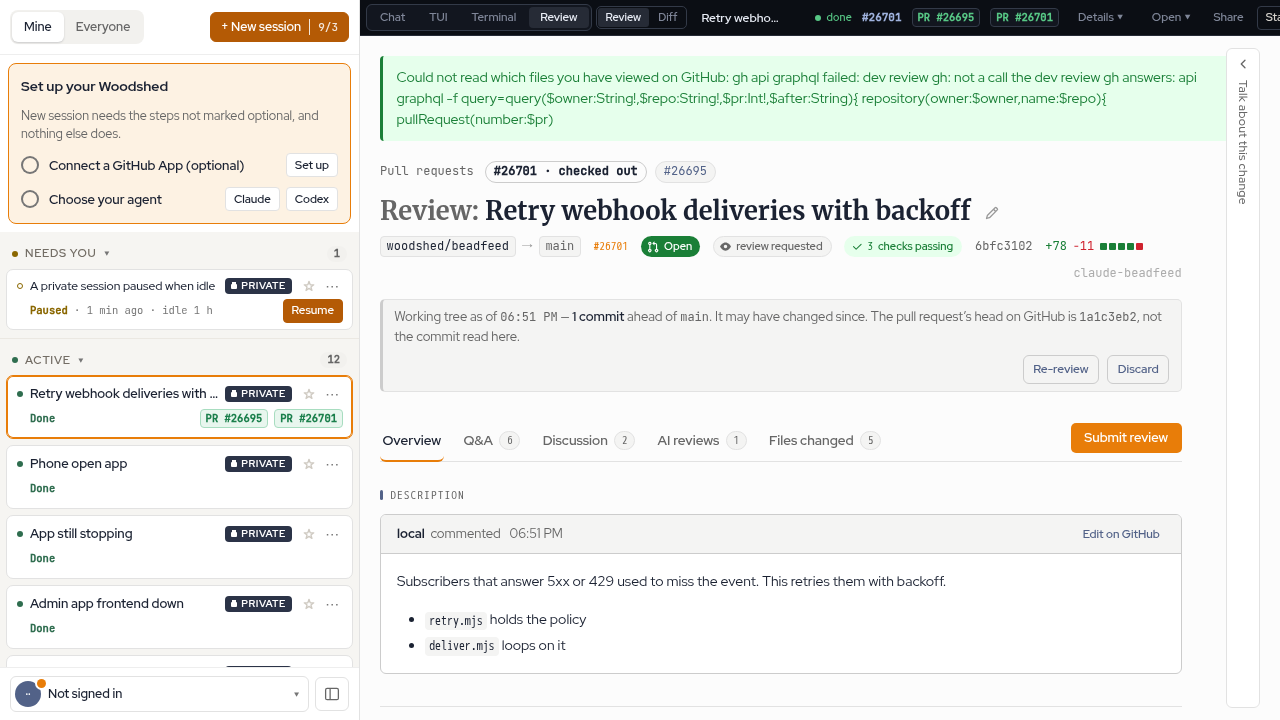 Mine Everyone + New session 9/3
Set up your Woodshed
New session needs the steps not marked optional, and
nothing else does.
Connect a GitHub App (optional) Set up
Choose your agent Claude Codex
NEEDS YOU ▾ 1
A private session paused when idle PRIVATE ☆ ···
Paused · 1 min ago · idle 1 h Resume
ACTIVE ▾ 12
Retry webhook deliveries with ... PRIVATE ☆ ···
Done PR #26695 PR #26701
Phone open app PRIVATE ☆ ···
Done
App still stopping PRIVATE ☆ ···
Done
Admin app frontend down PRIVATE ☆ ···
Done
Not signed in ▾
Chat TUI Terminal Review Review Diff Retry webho... done #26701 PR #26695 PR #26701 Details ▾ Open ▾ Share
Could not read which files you have viewed on GitHub: gh api graphql failed: dev review gh: not a call the dev review gh answers: api
graphql -f query=query($owner:String!,$repo:String!,$pr:Int!,$after:String){ repository(owner:$owner,name:$repo){
pullRequest(number:$pr)
Pull requests #26701 · checked out #26695
Review: Retry webhook deliveries with backoff
woodshed/beadfeed → main #26701 Open review requested 3 checks passing 6bfc3102 +78 -11
claude-beadfeed
Working tree as of 06:51 PM — 1 commit ahead of main. It may have changed since. The pull request's head on GitHub is 1a1c3eb2, not
the commit read here.
Re-review Discard
Overview Q&A 6 Discussion 2 AI reviews 1 Files changed 5 Submit review
DESCRIPTION
local commented 06:51 PM Edit on GitHub
Subscribers that answer 5xx or 429 used to miss the event. This retries them with backoff.
• retry.mjs holds the policy
• deliver.mjs loops on it
Talk about this change